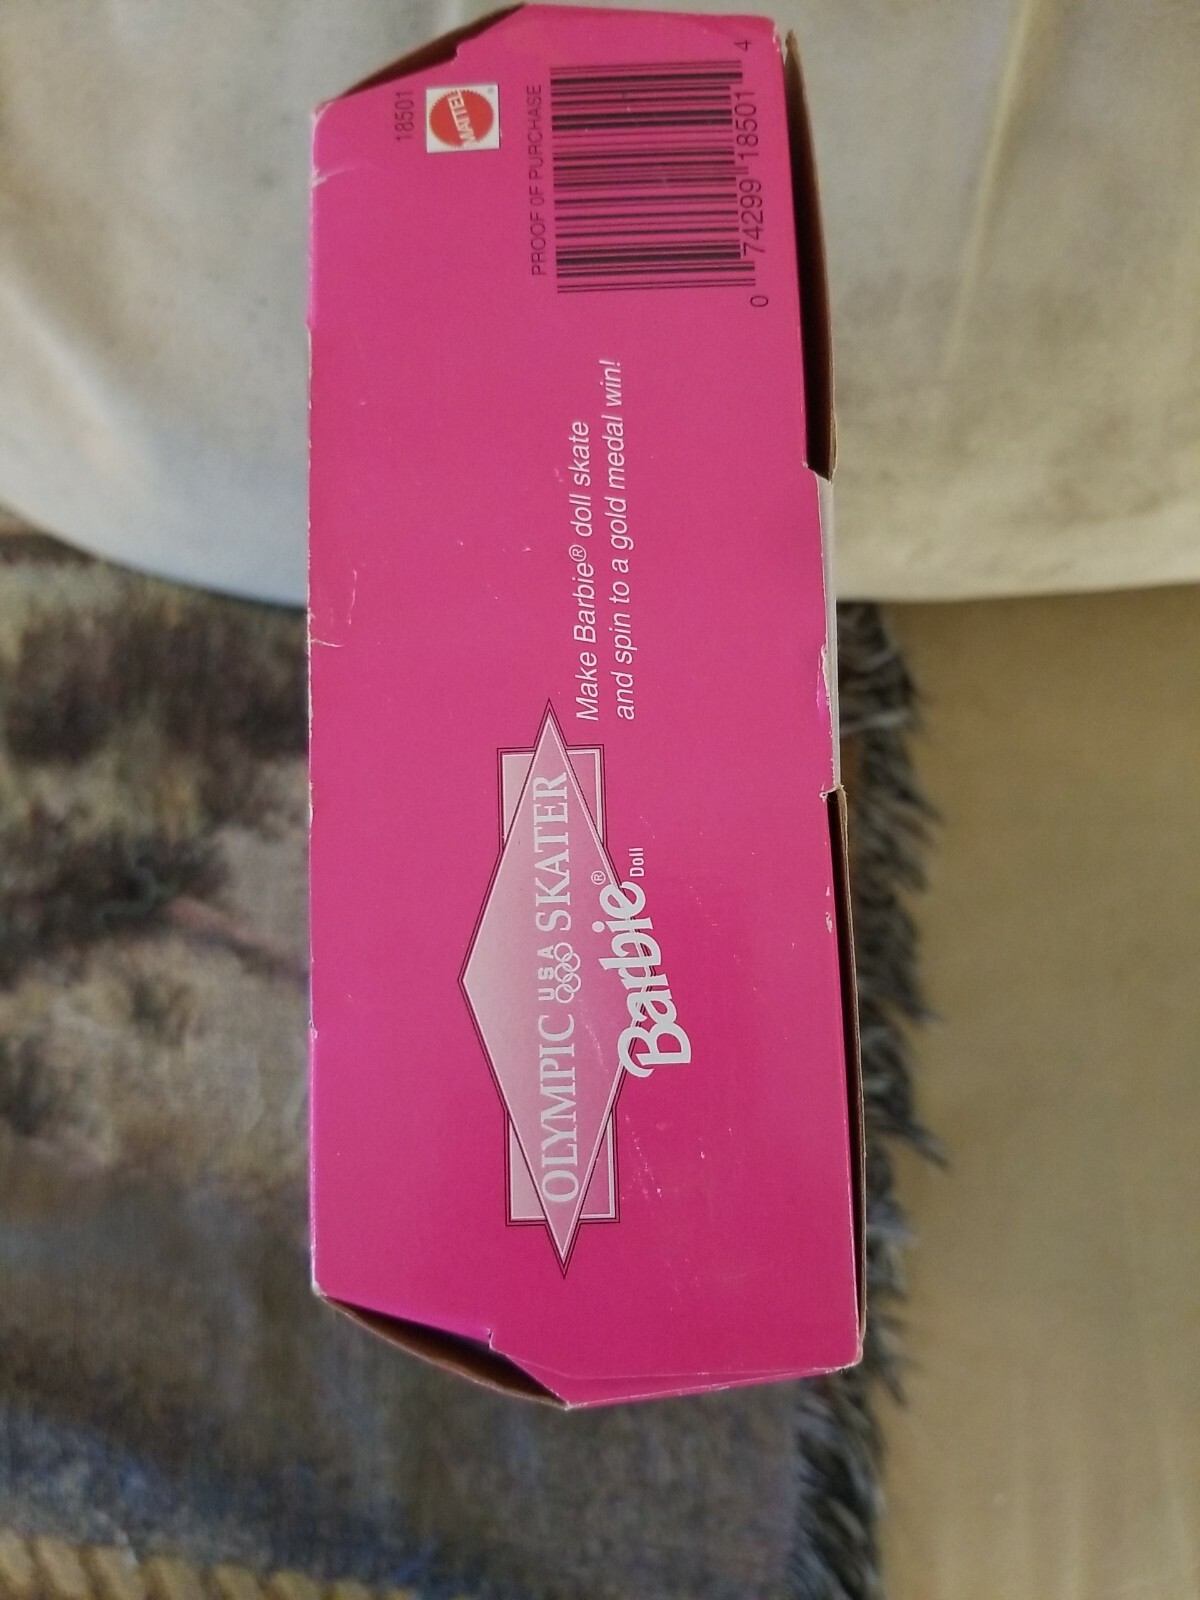 OLYMPIC USA SKATER
Barbie® Doll
Make Barbie® doll skate
and spin to a gold medal win!
18501
MATTEL®
PROOF OF PURCHASE
0 74299 18501 4